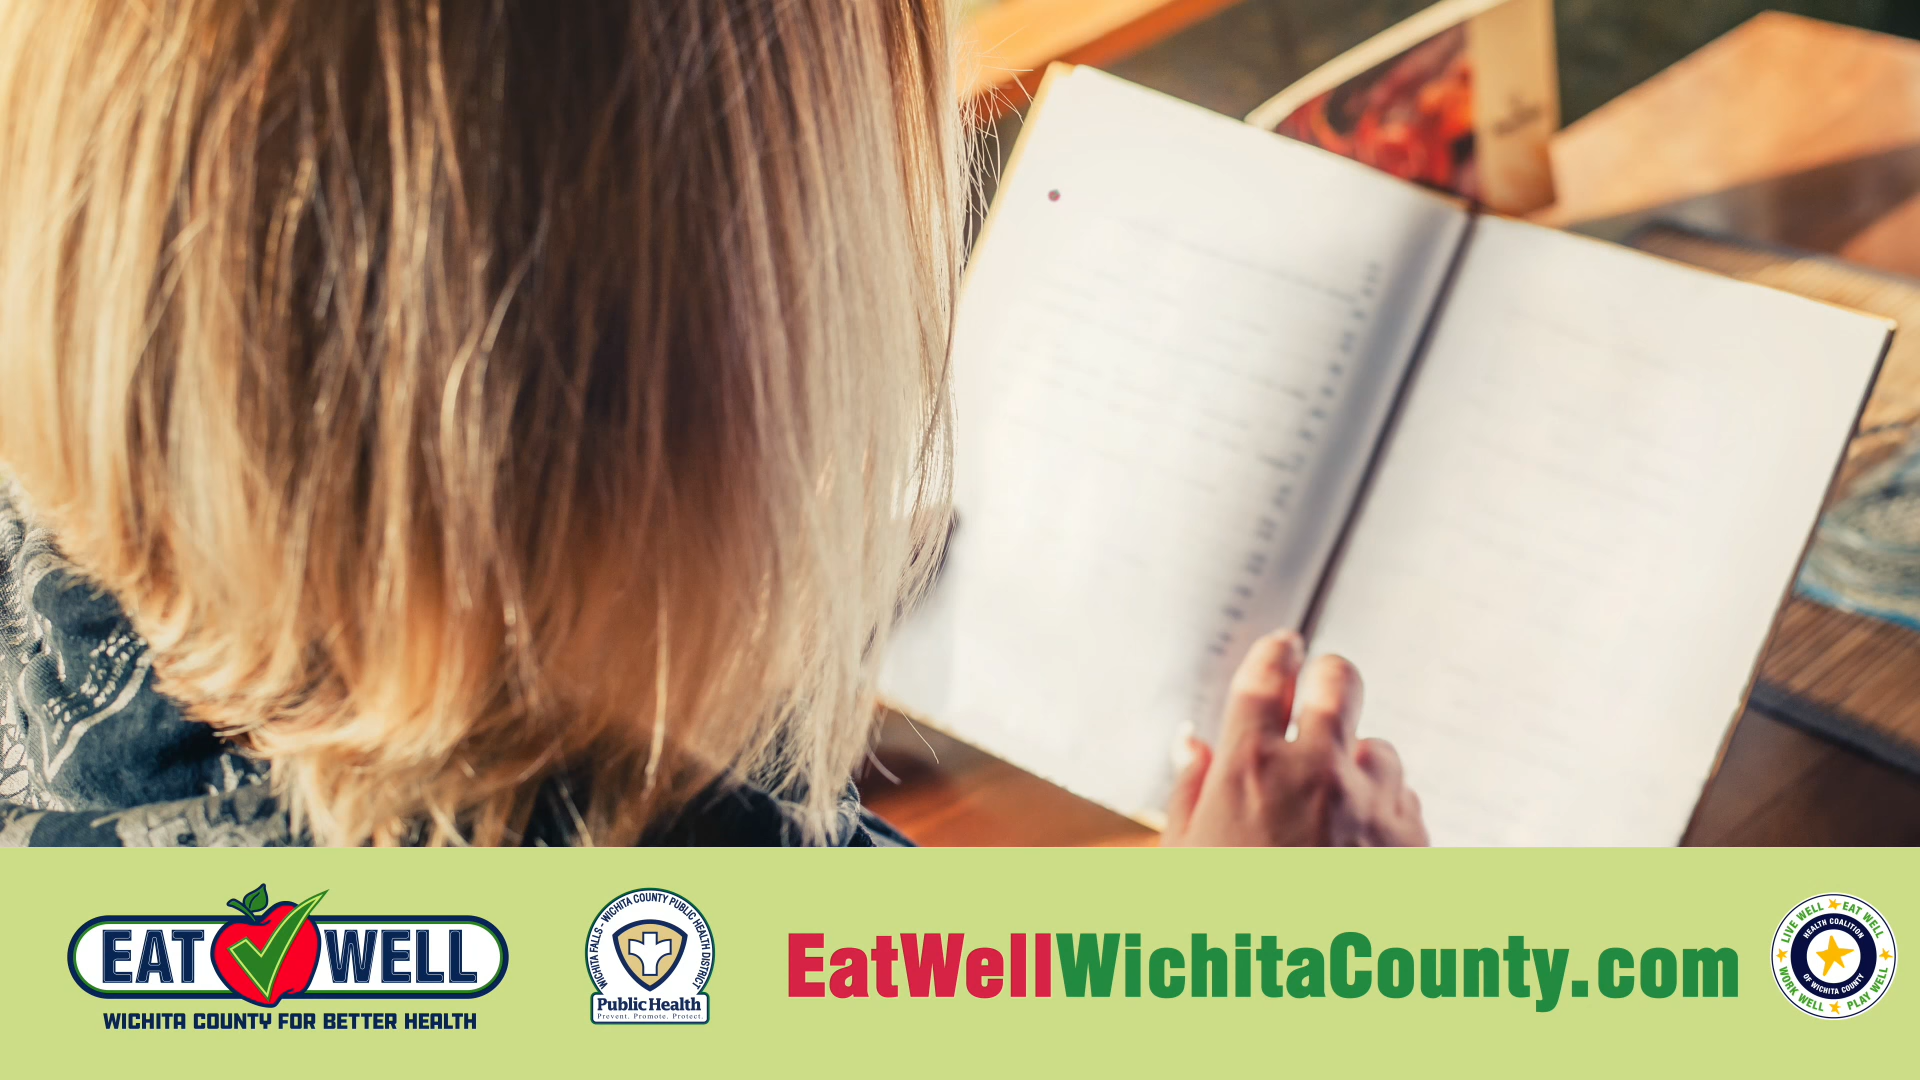 EAT WELL
WICHITA COUNTY FOR BETTER HEALTH
WICHITA FALLS - WICHITA COUNTY PUBLIC HEALTH DISTRICT
Public Health
Prevent. Promote. Protect.
EatWellWichitaCounty.com
LIVE WELL EAT WELL
WORK WELL PLAY WELL
HEALTH COALITION
OF WICHITA COUNTY